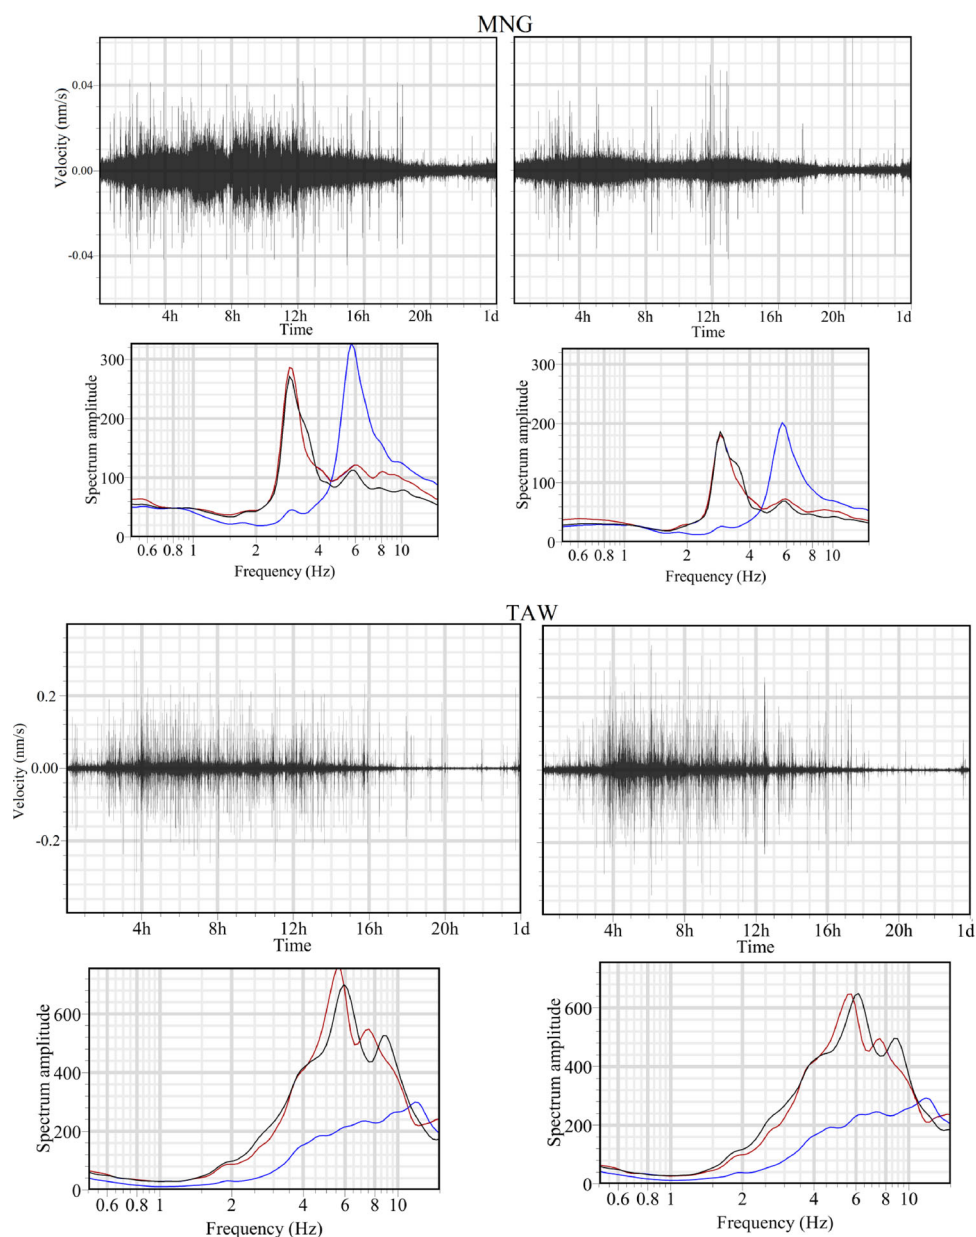 MNG
Velocity (nm/s)
0.04
0.00
-0.04
4h 8h 12h 16h 20h 1d
Time
4h 8h 12h 16h 20h 1d
Time
Spectrum amplitude
300
200
100
0
0.6 0.8 1 2 4 6 8 10
Frequency (Hz)
Spectrum amplitude
300
200
100
0
0.6 0.8 1 2 4 6 8 10
Frequency (Hz)
TAW
Velocity (nm/s)
0.2
0.00
-0.2
4h 8h 12h 16h 20h 1d
Time
4h 8h 12h 16h 20h 1d
Time
Spectrum amplitude
600
400
200
0
0.6 0.8 1 2 4 6 8 10
Frequency (Hz)
Spectrum amplitude
600
400
200
0
0.6 0.8 1 2 4 6 8 10
Frequency (Hz)